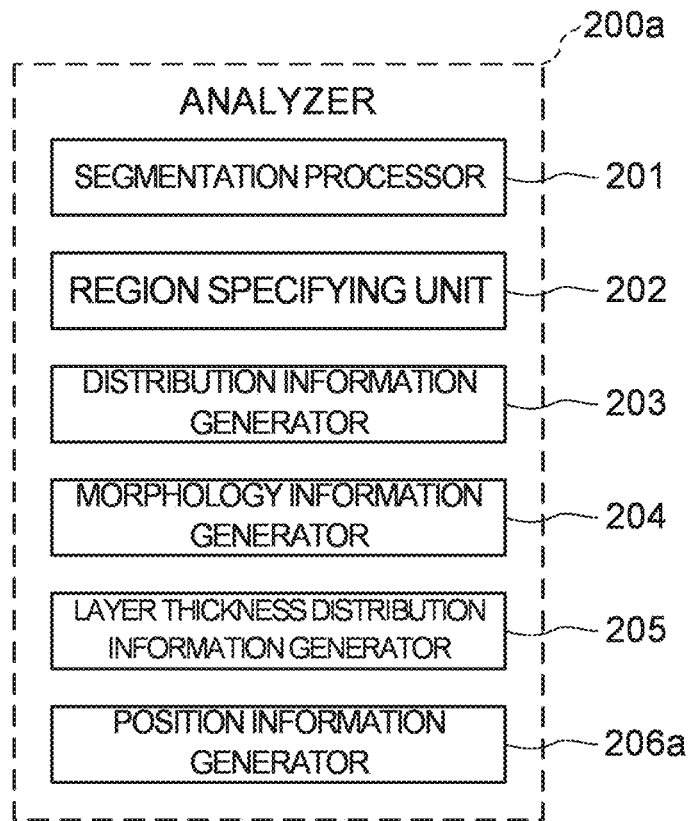 200a
ANALYZER
SEGMENTATION PROCESSOR 201
REGION SPECIFYING UNIT 202
DISTRIBUTION INFORMATION
GENERATOR 203
MORPHOLOGY INFORMATION
GENERATOR 204
LAYER THICKNESS DISTRIBUTION
INFORMATION GENERATOR 205
POSITION INFORMATION
GENERATOR 206a